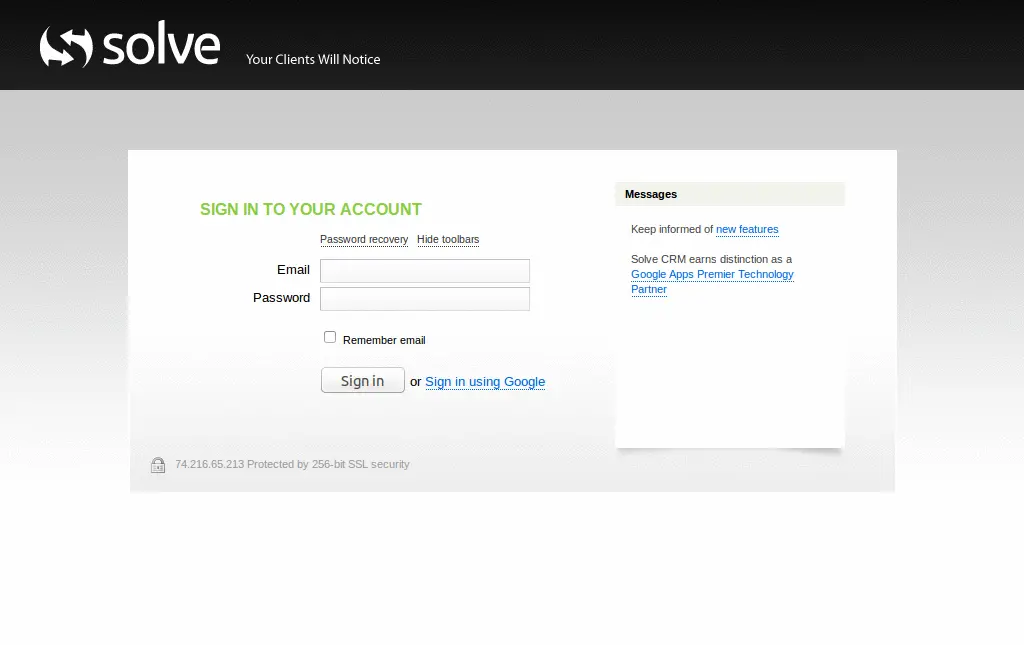 solve
Your Clients Will Notice
SIGN IN TO YOUR ACCOUNT
Password recovery Hide toolbars
Email
Password
Remember email
Sign in or Sign in using Google
74.216.65.213 Protected by 256-bit SSL security
Messages
Keep informed of new features
Solve CRM earns distinction as a
Google Apps Premier Technology
Partner